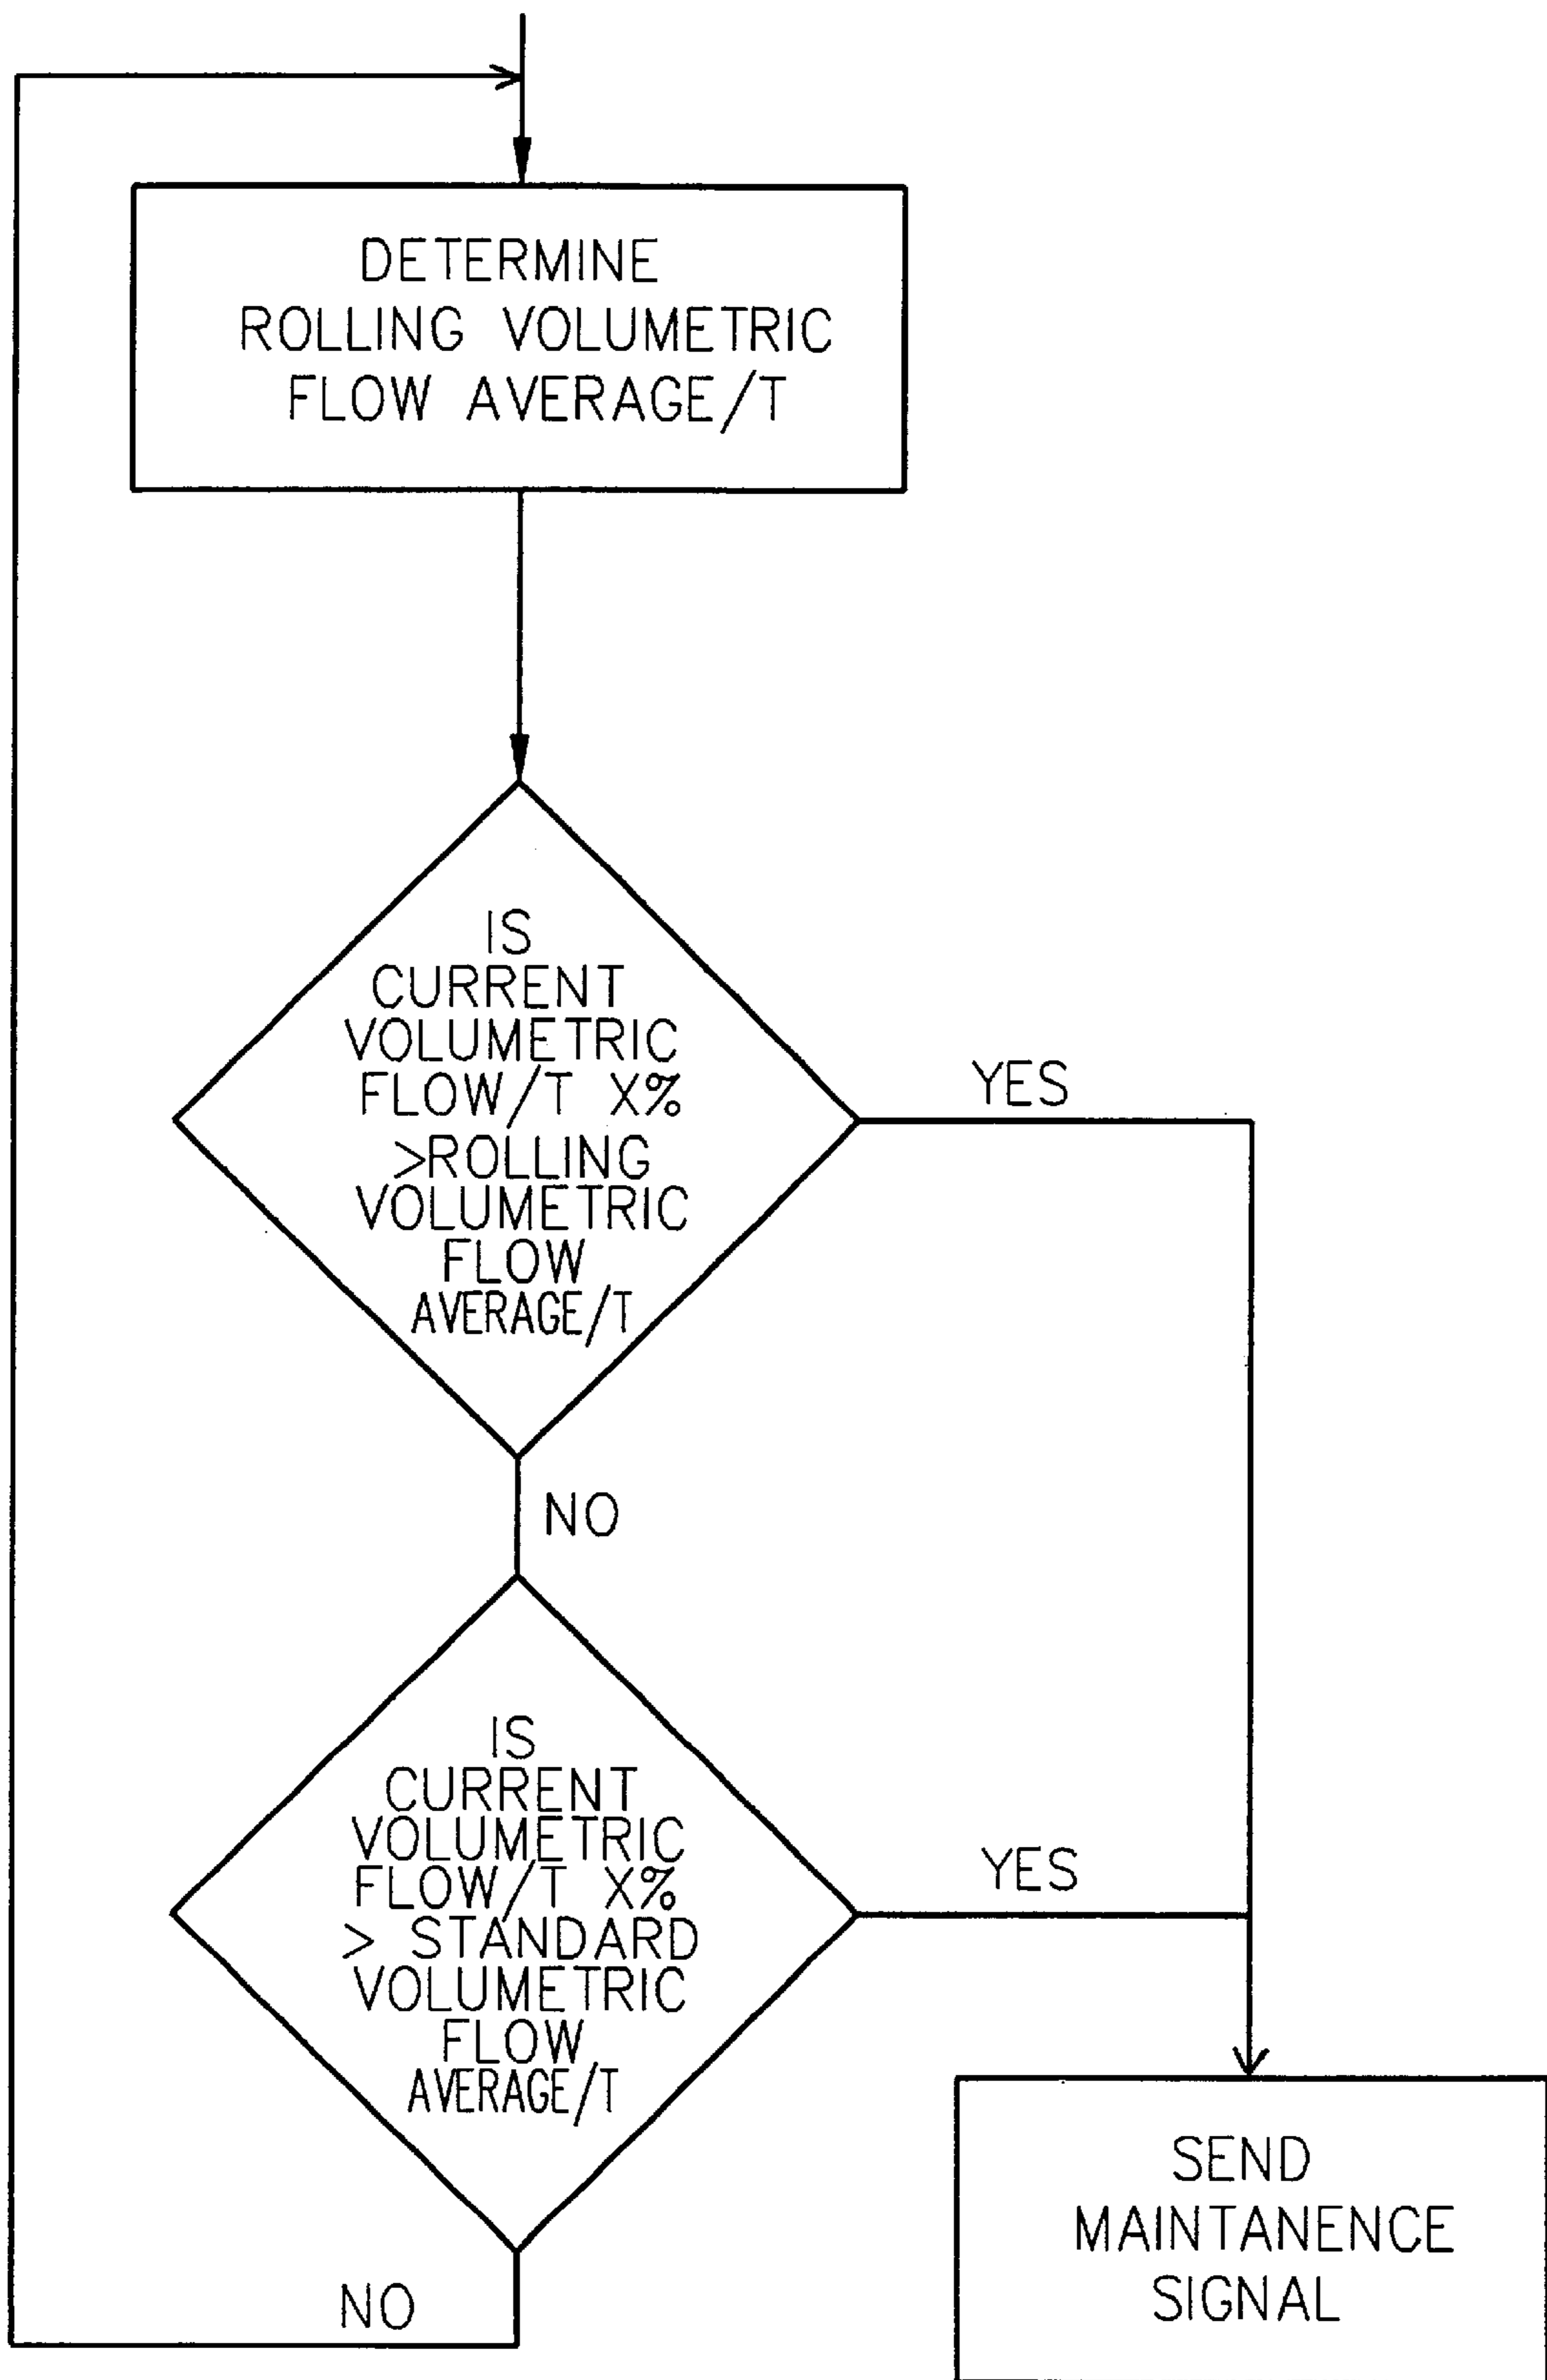 DETERMINE
ROLLING VOLUMETRIC
FLOW AVERAGE/T
IS
CURRENT
VOLUMETRIC
FLOW/T X%
>ROLLING
VOLUMETRIC
FLOW
AVERAGE/T
YES
NO
IS
CURRENT
VOLUMETRIC
FLOW/T X%
> STANDARD
VOLUMETRIC
FLOW
AVERAGE/T
YES
NO
SEND
MAINTANENCE
SIGNAL